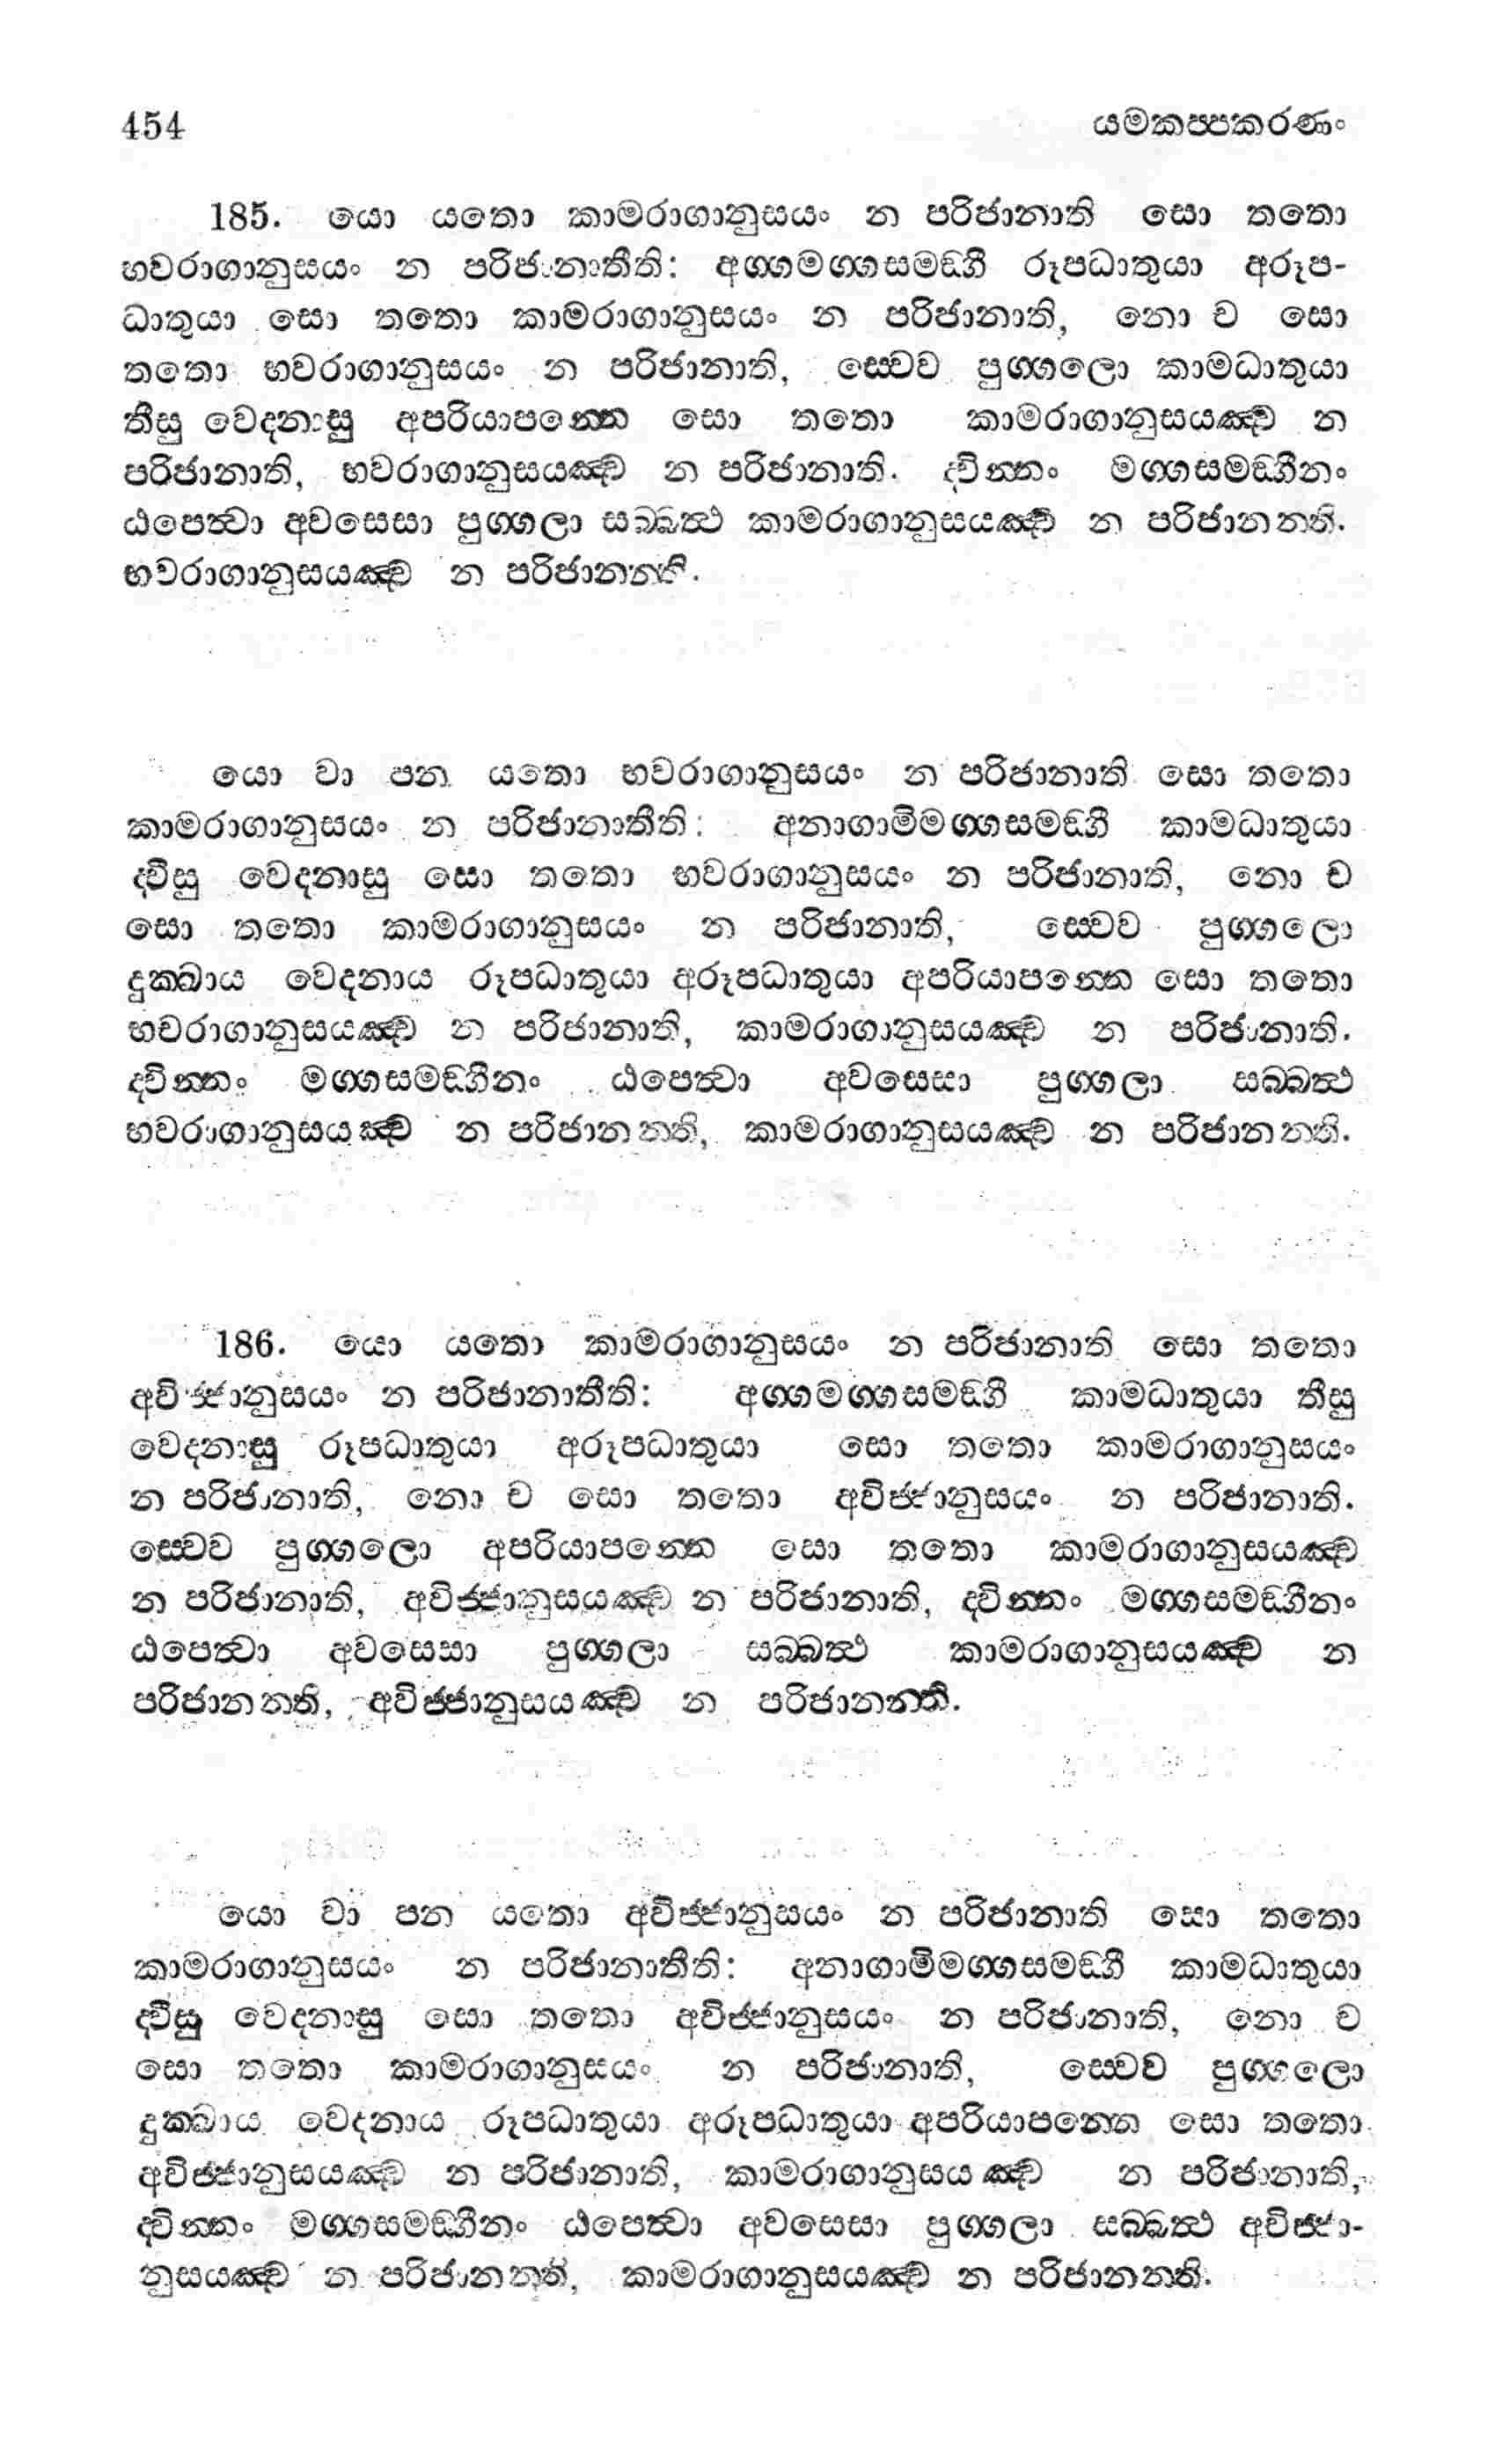 454 යමකප්පකරණං
185. යො යතො කාමරාගානුසයං න පරිජානාති සො තතො
භවරාගානුසයං න පරිජානාතීති: අග්ගමග්ගසමඞ්ගී රූපධාතුයා අරූප-
ධාතුයා සො තතො කාමරාගානුසයං න පරිජානාති, නො ච සො
තතො භවරාගානුසයං න පරිජානාති, ස්වෙව පුග්ගලො කාමධාතුයා
තීසු වෙදනාසු අපරියාපන්නෙ සො තතො කාමරාගානුසයඤ්ච න
පරිජානාති, භවරාගානුසයඤ්ච න පරිජානාති. ද්වින්නං මග්ගසමඞ්ගීනං
ඨපෙත්වා අවසෙසා පුග්ගලා සබ්බත්ථ කාමරාගානුසයඤ්ච න පරිජානන්ති.
භවරාගානුසයඤ්ච න පරිජානන්ති.
යො වා පන යතො භවරාගානුසයං න පරිජානාති සො තතො
කාමරාගානුසයං න පරිජානාතීති: අනාගාමිමග්ගසමඞ්ගී කාමධාතුයා
ද්වීසු වෙදනාසු සො තතො භවරාගානුසයං න පරිජානාති, නො ච
සො තතො කාමරාගානුසයං න පරිජානාති, ස්වෙව පුග්ගලො
දුක්ඛාය වෙදනාය රූපධාතුයා අරූපධාතුයා අපරියාපන්නෙ සො තතො
භවරාගානුසයඤ්ච න පරිජානාති, කාමරාගානුසයඤ්ච න පරිජානාති.
ද්වින්නං මග්ගසමඞ්ගීනං ඨපෙත්වා අවසෙසා පුග්ගලා සබ්බත්ථ
භවරාගානුසයඤ්ච න පරිජානන්ති, කාමරාගානුසයඤ්ච න පරිජානන්ති.
186. යො යතො කාමරාගානුසයං න පරිජානාති සො තතො
අවිජ්ජානුසයං න පරිජානාතීති: අග්ගමග්ගසමඞ්ගී කාමධාතුයා තීසු
වෙදනාසු රූපධාතුයා අරූපධාතුයා සො තතො කාමරාගානුසයං
න පරිජානාති, නො ච සො තතො අවිජ්ජානුසයං න පරිජානාති.
ස්වෙව පුග්ගලො අපරියාපන්නෙ සො තතො කාමරාගානුසයඤ්ච
න පරිජානාති, අවිජ්ජානුසයඤ්ච න පරිජානාති, ද්වින්නං මග්ගසමඞ්ගීනං
ඨපෙත්වා අවසෙසා පුග්ගලා සබ්බත්ථ කාමරාගානුසයඤ්ච න
පරිජානන්ති, අවිජ්ජානුසයඤ්ච න පරිජානන්ති.
යො වා පන යතො අවිජ්ජානුසයං න පරිජානාති සො තතො
කාමරාගානුසයං න පරිජානාතීති: අනාගාමිමග්ගසමඞ්ගී කාමධාතුයා
ද්වීසු වෙදනාසු සො තතො අවිජ්ජානුසයං න පරිජානාති, නො ච
සො තතො කාමරාගානුසයං න පරිජානාති, ස්වෙව පුග්ගලො
දුක්ඛාය වෙදනාය රූපධාතුයා අරූපධාතුයා අපරියාපන්නෙ සො තතො
අවිජ්ජානුසයඤ්ච න පරිජානාති, කාමරාගානුසයඤ්ච න පරිජානාති,
ද්වින්නං මග්ගසමඞ්ගීනං ඨපෙත්වා අවසෙසා පුග්ගලා සබ්බත්ථ අවිජ්ජා-
නුසයඤ්ච න පරිජානන්ති, කාමරාගානුසයඤ්ච න පරිජානන්ති.